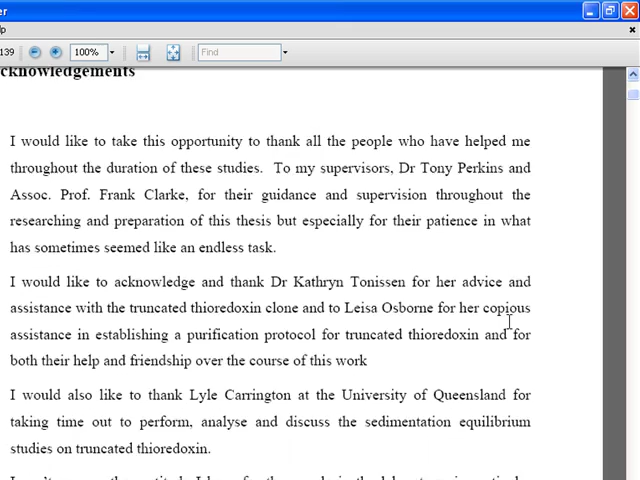 er
lp
139
100%
Find
cknowledgements
I would like to take this opportunity to thank all the people who have helped me
throughout the duration of these studies. To my supervisors, Dr Tony Perkins and
Assoc. Prof. Frank Clarke, for their guidance and supervision throughout the
researching and preparation of this thesis but especially for their patience in what
has sometimes seemed like an endless task.
I would like to acknowledge and thank Dr Kathryn Tonissen for her advice and
assistance with the truncated thioredoxin clone and to Leisa Osborne for her copious
assistance in establishing a purification protocol for truncated thioredoxin and for
both their help and friendship over the course of this work
I would also like to thank Lyle Carrington at the University of Queensland for
taking time out to perform, analyse and discuss the sedimentation equilibrium
studies on truncated thioredoxin.